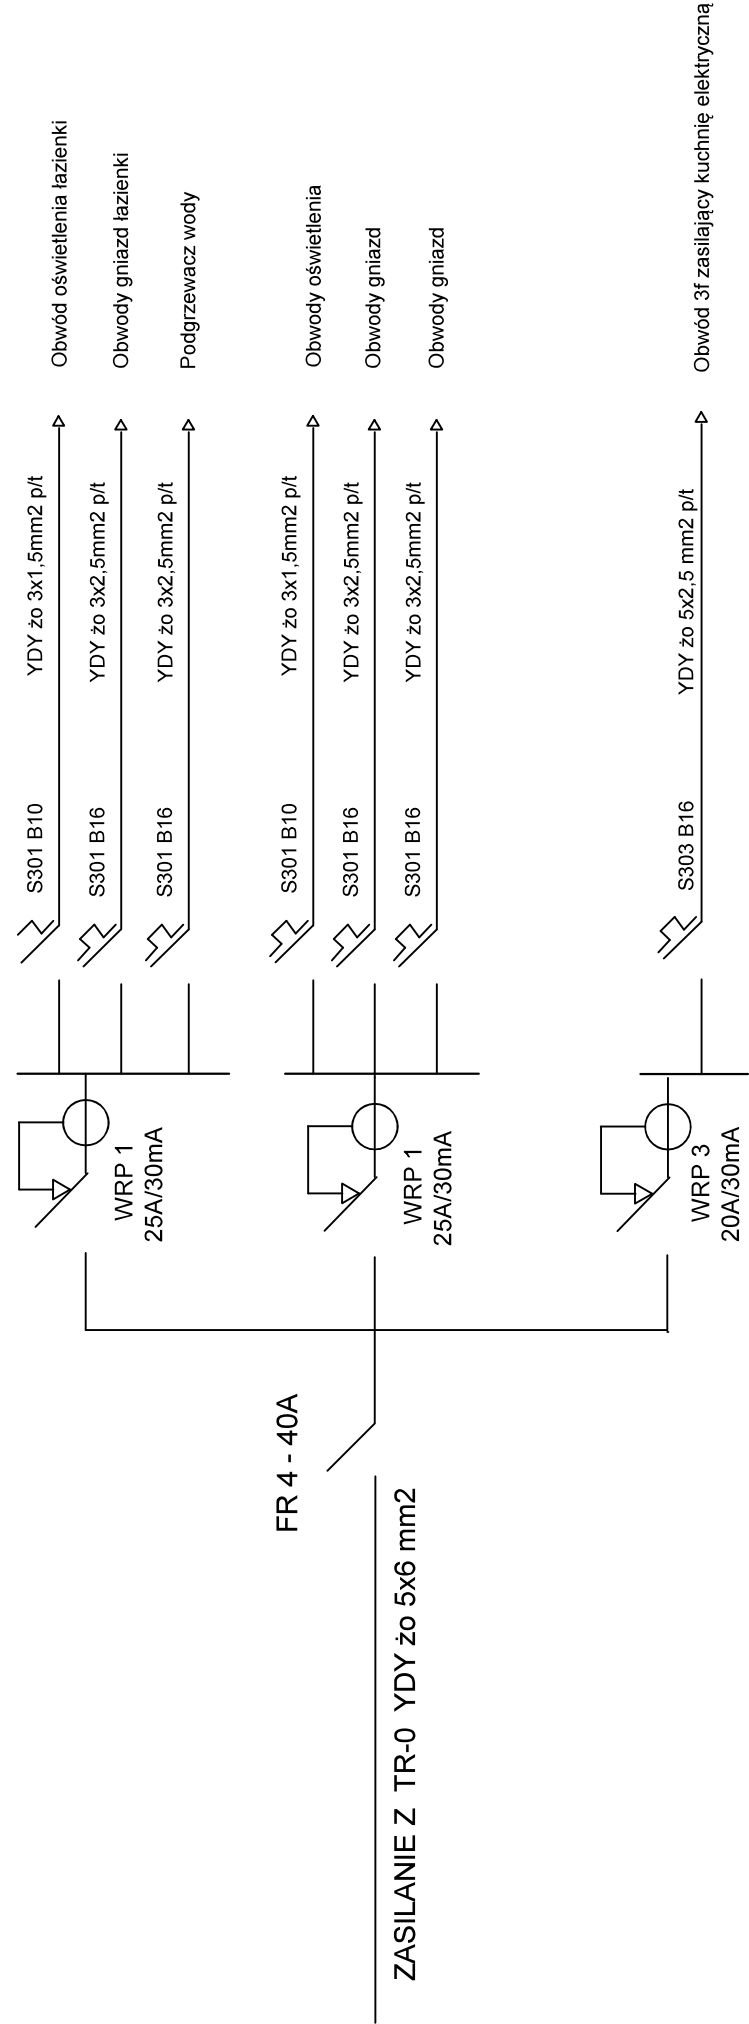 Obwód oświetlenia łazienki
Obwody gniazd łazienki
Podgrzewacz wody
Obwody oświetlenia
Obwody gniazd
Obwody gniazd
Obwód 3f zasilający kuchnię elektryczną
YDY żo 3x1,5mm2 p/t
YDY żo 3x2,5mm2 p/t
YDY żo 3x2,5mm2 p/t
YDY żo 3x1,5mm2 p/t
YDY żo 3x2,5mm2 p/t
YDY żo 3x2,5mm2 p/t
YDY żo 5x2,5 mm2 p/t
S301 B10
S301 B16
S301 B16
S301 B10
S301 B16
S301 B16
S303 B16
WRP 1
25A/30mA
WRP 1
25A/30mA
WRP 3
20A/30mA
FR 4 - 40A
ZASILANIE Z TR-0 YDY żo 5x6 mm2